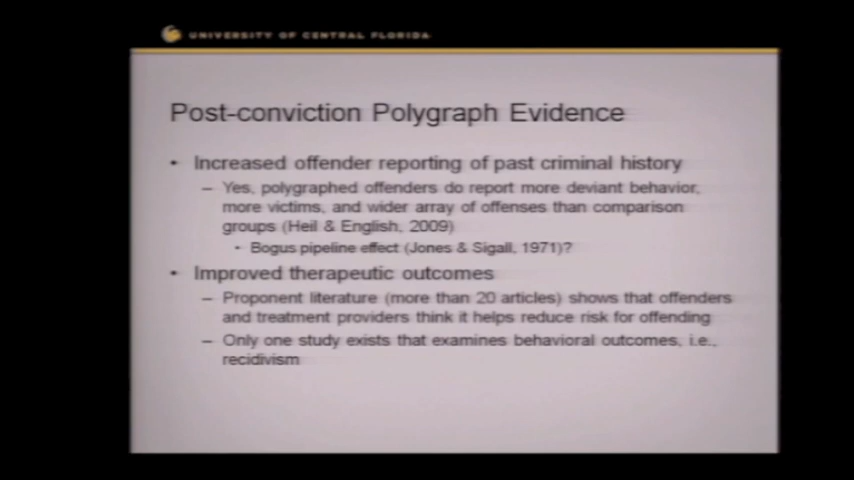 UNIVERSITY OF CENTRAL FLORIDA
Post-conviction Polygraph Evidence
• Increased offender reporting of past criminal history
– Yes, polygraphed offenders do report more deviant behavior,
more victims, and wider array of offenses than comparison
groups (Heil & English, 2009)
• Bogus pipeline effect (Jones & Sigall, 1971)?
• Improved therapeutic outcomes
– Proponent literature (more than 20 articles) shows that offenders
and treatment providers think it helps reduce risk for offending
– Only one study exists that examines behavioral outcomes, i.e.,
recidivism